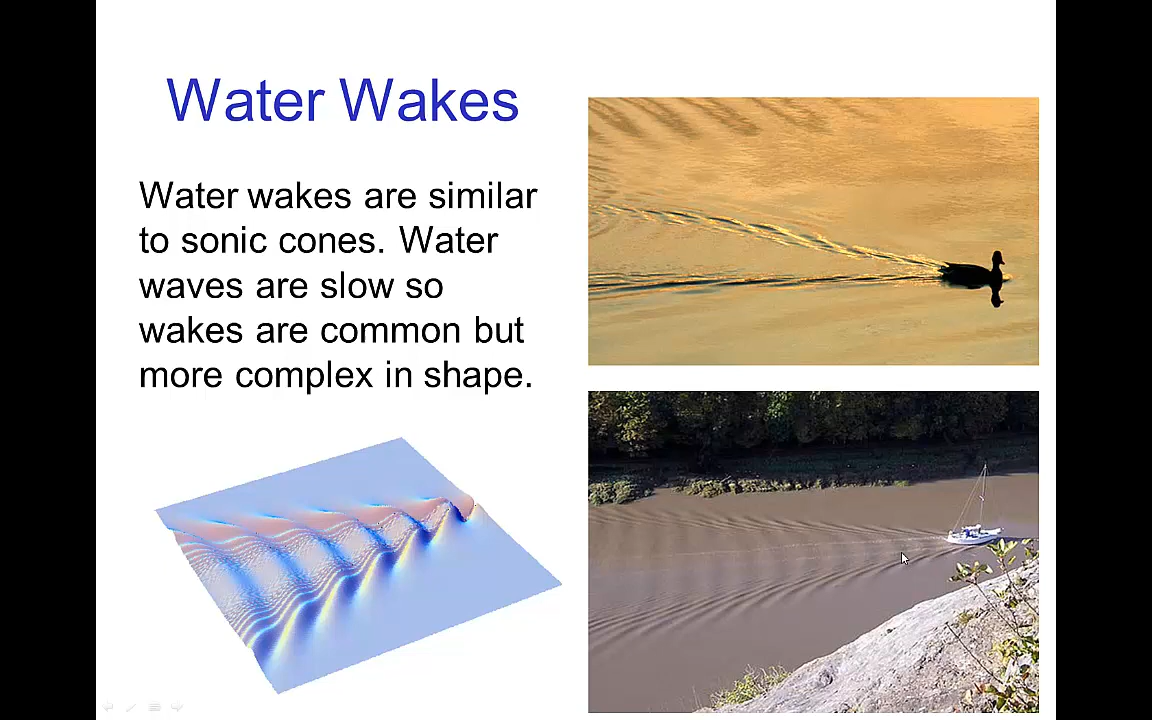 Water Wakes
Water wakes are similar
to sonic cones. Water
waves are slow so
wakes are common but
more complex in shape.